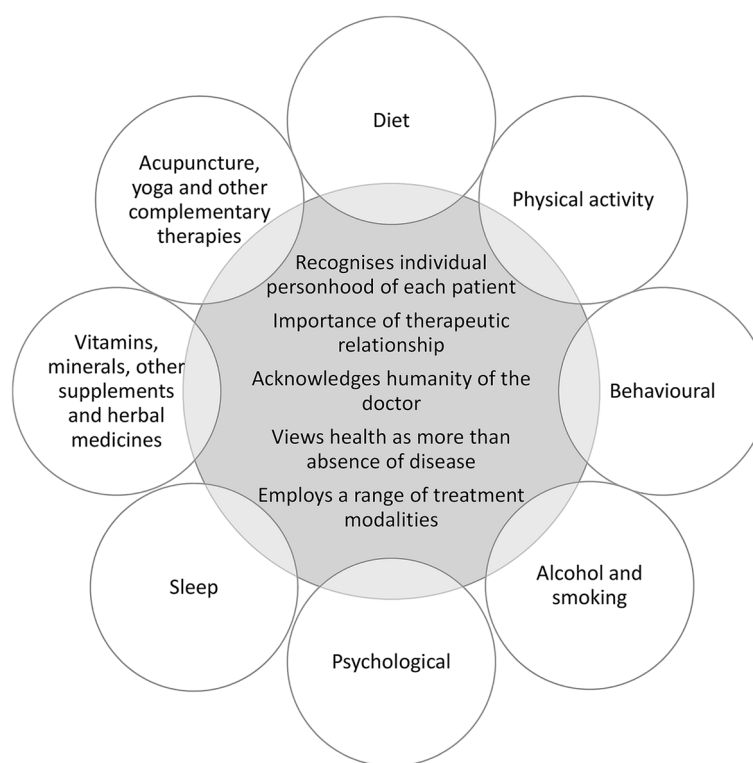 Diet
Physical activity
Behavioural
Alcohol and
smoking
Psychological
Sleep
Vitamins,
minerals, other
supplements
and herbal
medicines
Acupuncture,
yoga and other
complementary
therapies
Recognises individual
personhood of each patient
Importance of therapeutic
relationship
Acknowledges humanity of the
doctor
Views health as more than
absence of disease
Employs a range of treatment
modalities